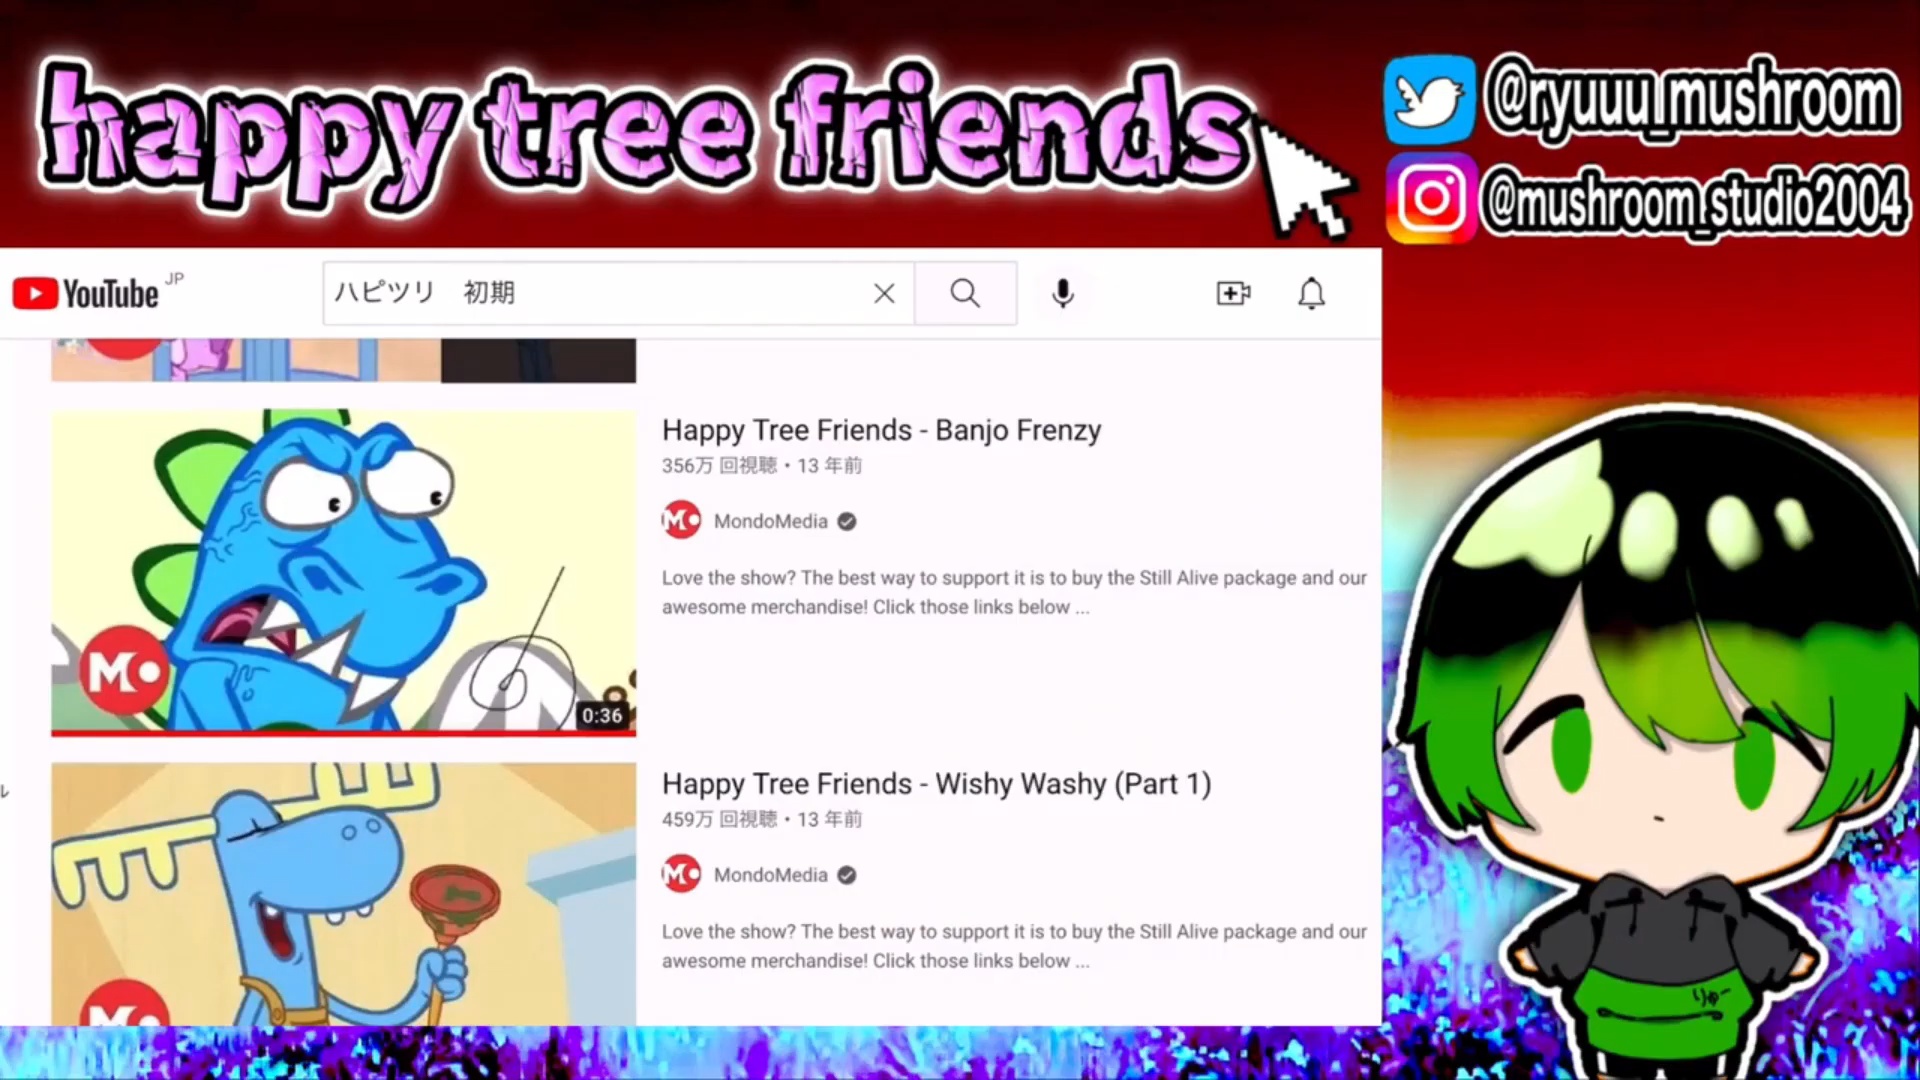 happy tree friends
@ryuuu_mushroom
@mushroom_studio2004
YouTube JP
ハピツリ　初期
Happy Tree Friends - Banjo Frenzy
356万 回視聴・13 年前
MondoMedia
Love the show? The best way to support it is to buy the Still Alive package and our
awesome merchandise! Click those links below ...
MO
0:36
Happy Tree Friends - Wishy Washy (Part 1)
459万 回視聴・13 年前
MondoMedia
Love the show? The best way to support it is to buy the Still Alive package and our
awesome merchandise! Click those links below ...
りゅー